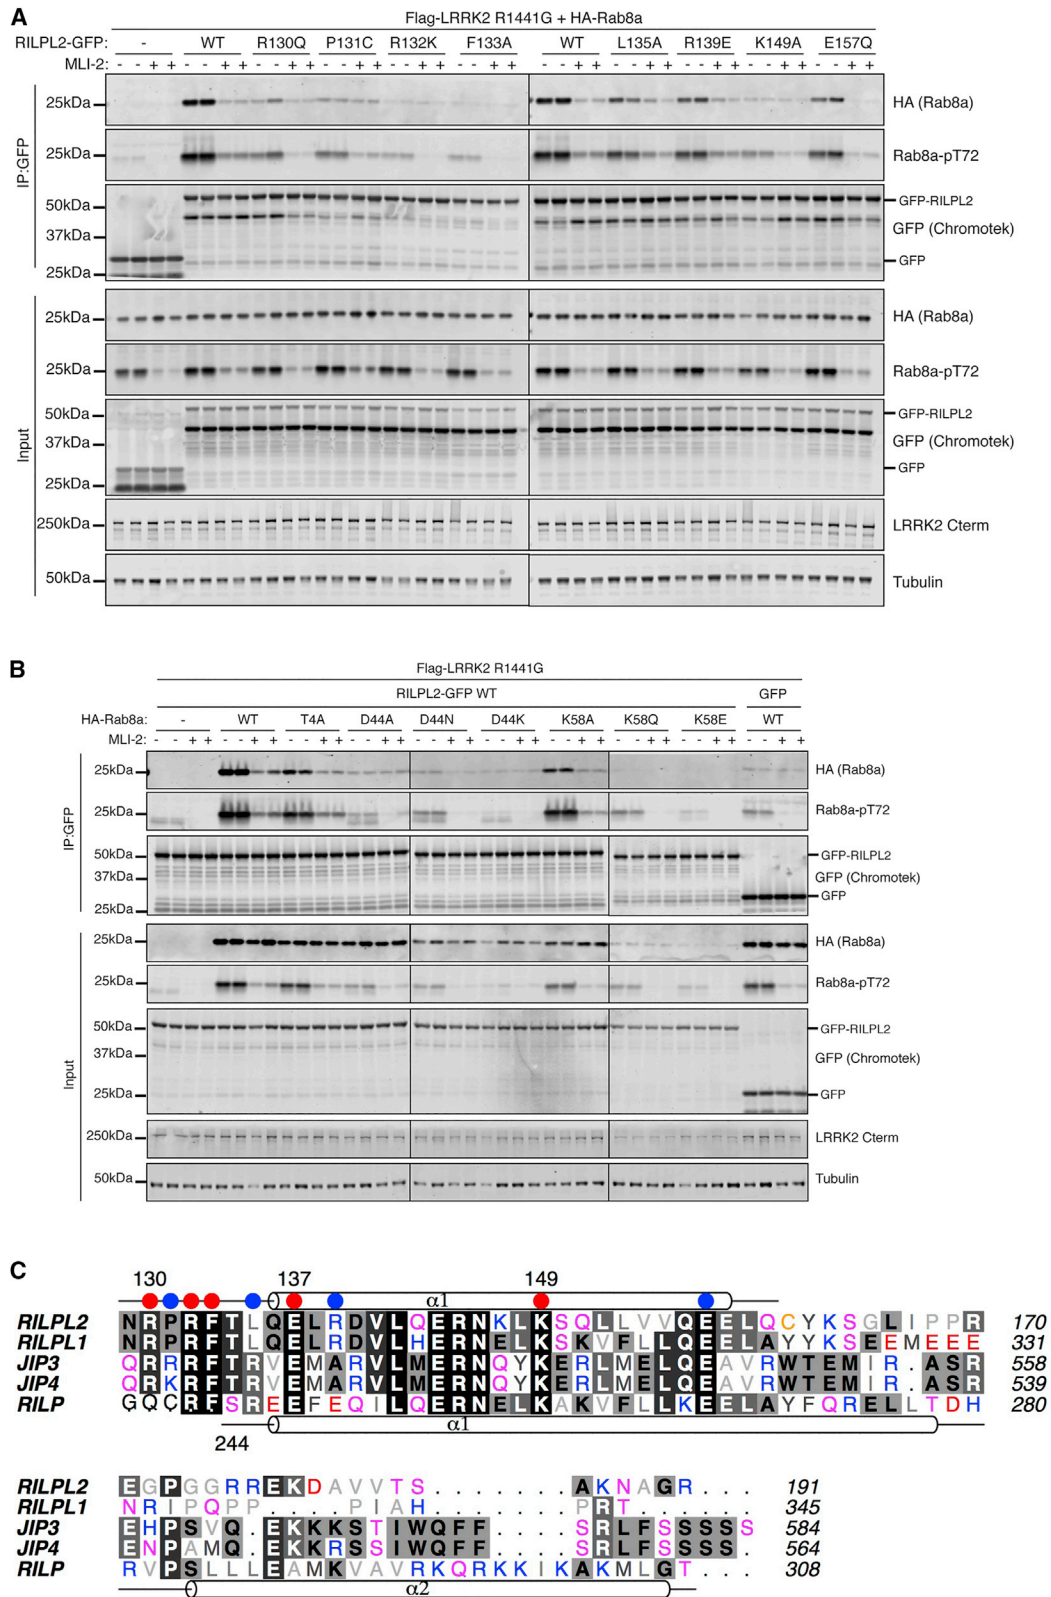 A
Flag-LRRK2 R1441G + HA-Rab8a
RILPL2-GFP: - WT R130Q P131C R132K F133A WT L135A R139E K149A E157Q
MLI-2: - - + + - - + + - - + + - - + + - - + + - - + + - - + + - - + + - - + + - - + + - - + +
IP:GFP
25kDa HA (Rab8a)
25kDa Rab8a-pT72
50kDa GFP-RILPL2
37kDa GFP (Chromotek)
GFP
25kDa
Input
25kDa HA (Rab8a)
25kDa Rab8a-pT72
50kDa GFP-RILPL2
37kDa GFP (Chromotek)
GFP
25kDa
250kDa LRRK2 Cterm
50kDa Tubulin
B
Flag-LRRK2 R1441G
RILPL2-GFP WT GFP
HA-Rab8a: - WT T4A D44A D44N D44K K58A K58Q K58E WT
MLI-2: - - + + - - + + - - + + - - + + - - + + - - + + - - + + - - + + - - + + - - + +
IP:GFP
25kDa HA (Rab8a)
25kDa Rab8a-pT72
50kDa GFP-RILPL2
37kDa GFP (Chromotek)
GFP
25kDa
Input
25kDa HA (Rab8a)
25kDa Rab8a-pT72
50kDa GFP-RILPL2
37kDa GFP (Chromotek)
25kDa GFP
250kDa LRRK2 Cterm
50kDa Tubulin
C
130 137 149
α1
RILPL2 NRPRFTLQELRDVLQERNKLKSQLLVVQEELQCYKSGLIPPR 170
RILPL1 NRPRFTLQELRDVLHERNELKSKVFLLQEELAYYKSEEMEEE 331
JIP3 QRRRFTRVEMARVLMERNQYKERLMELQEAVRWTEMIR.ASR 558
JIP4 QRKRFTRVEMARVLMERNQYKERLMELQEAVRWTEMIR.ASR 539
RILP GQCRFSREEFEQILQERNELKAKVFLLKEELAYFQRELLTDH 280
α1
244
RILPL2 EGPGGRREKDAVVTS.......AKNAGR... 191
RILPL1 NRIPQPP....PIAH.......PRT.... 345
JIP3 EHPSVQ.EKKKSTIWQFF....SRLFSSSSS 584
JIP4 ENPAMQ.EKKRSSIWQFF....SRLFSSSS. 564
RILP RVPSLLLEAMKVAVRKQRKKIKAKMLGT... 308
α2